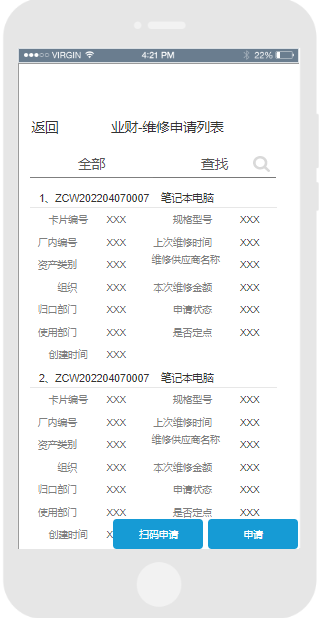 VIRGIN 4:21 PM 22%
返回 业财-维修申请列表
全部 查找
1、ZCW202204070007 笔记本电脑
卡片编号 XXX 规格型号 XXX
厂内编号 XXX 上次维修时间 XXX
资产类别 XXX 维修供应商名称 XXX
组织 XXX 本次维修金额 XXX
归口部门 XXX 申请状态 XXX
使用部门 XXX 是否定点 XXX
创建时间 XXX
2、ZCW202204070007 笔记本电脑
卡片编号 XXX 规格型号 XXX
厂内编号 XXX 上次维修时间 XXX
资产类别 XXX 维修供应商名称 XXX
组织 XXX 本次维修金额 XXX
归口部门 XXX 申请状态 XXX
使用部门 XXX 是否定点 XXX
创建时间 扫码申请 申请